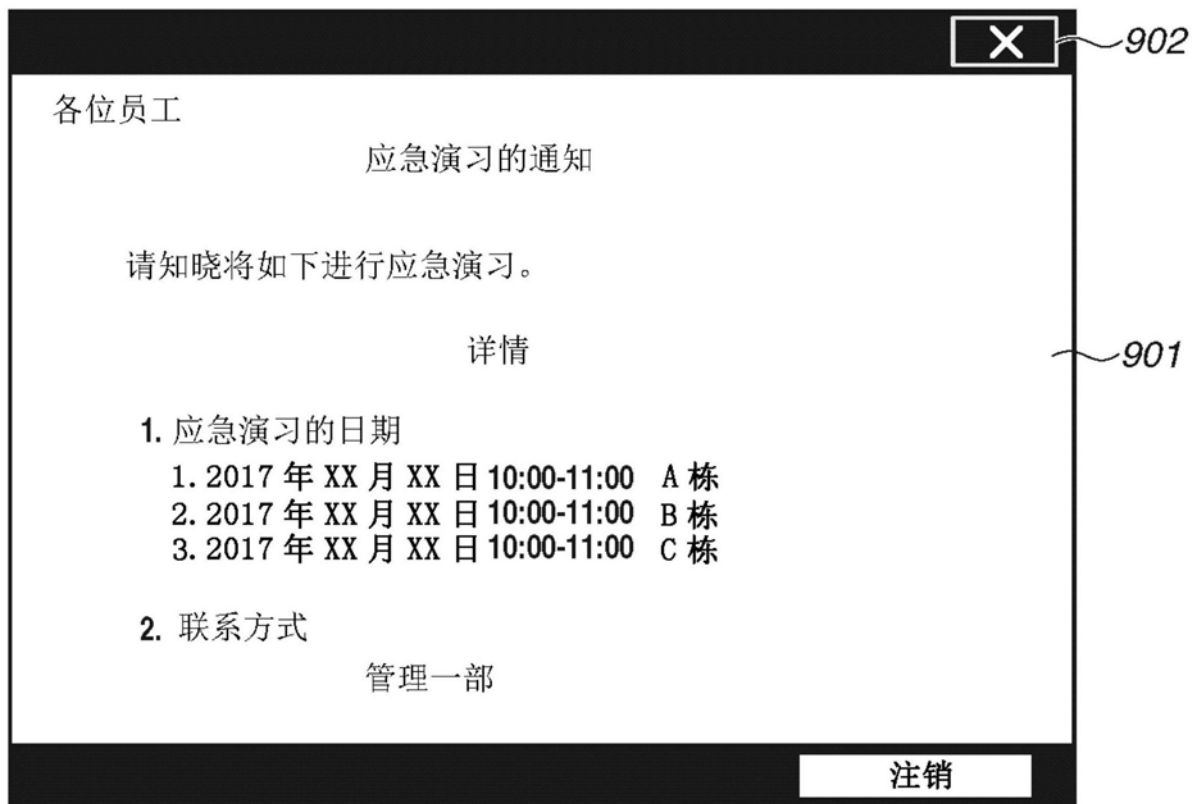 902
各位员工
应急演习的通知
请知晓将如下进行应急演习。
详情
901
1. 应急演习的日期
1. 2017 年 XX 月 XX 日 10:00-11:00 A 栋
2. 2017 年 XX 月 XX 日 10:00-11:00 B 栋
3. 2017 年 XX 月 XX 日 10:00-11:00 C 栋
2. 联系方式
管理一部
注销